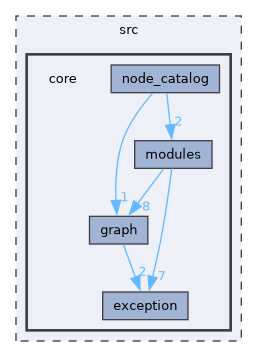 src
core
node_catalog
2
modules
1
8
graph
2
7
exception